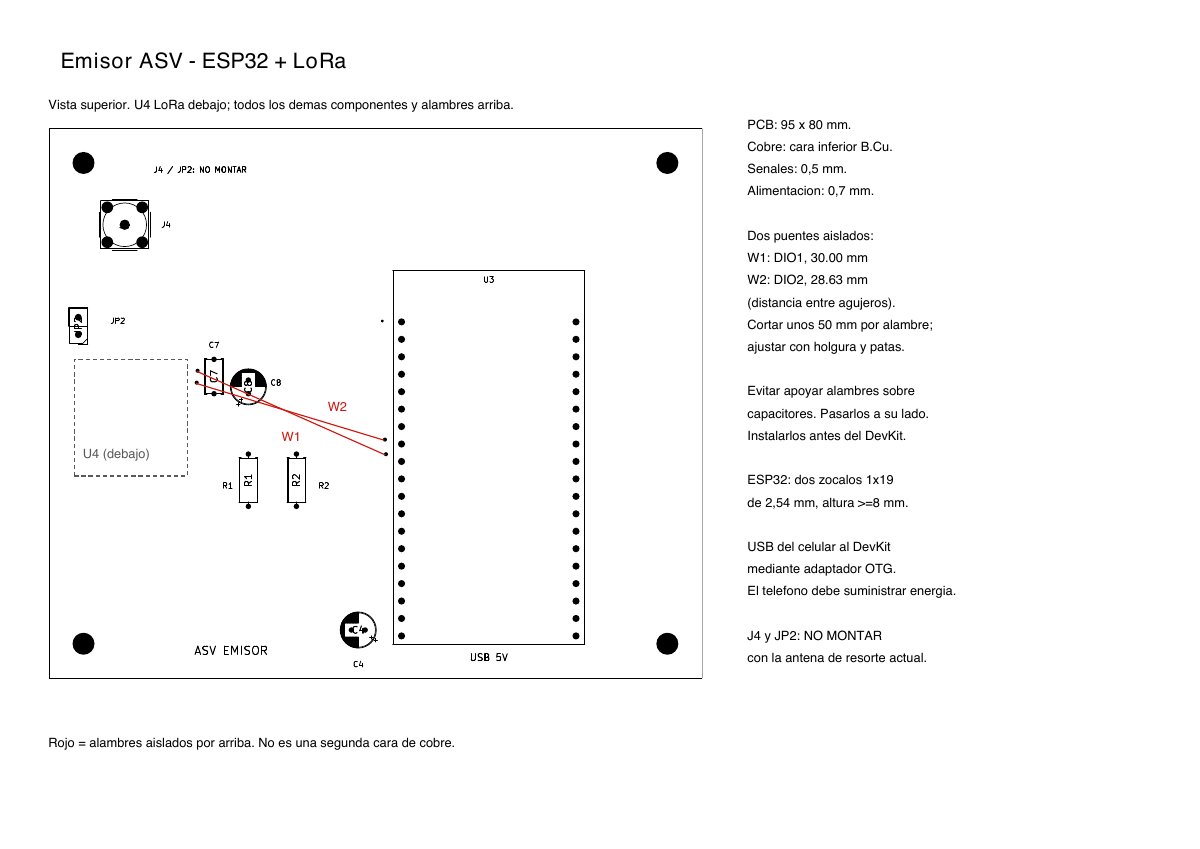 Emisor ASV - ESP32 + LoRa
Vista superior. U4 LoRa debajo; todos los demas componentes y alambres arriba.
J4 / JP2: NO MONTAR
J4
U3
JP2
JP2
C7
C7
C8
C8
W2
W1
U4 (debajo)
R1
R1
R2
R2
C4
C4
ASV EMISOR
USB 5V
PCB: 95 x 80 mm.
Cobre: cara inferior B.Cu.
Senales: 0,5 mm.
Alimentacion: 0,7 mm.
Dos puentes aislados:
W1: DIO1, 30.00 mm
W2: DIO2, 28.63 mm
(distancia entre agujeros).
Cortar unos 50 mm por alambre;
ajustar con holgura y patas.
Evitar apoyar alambres sobre
capacitores. Pasarlos a su lado.
Instalarlos antes del DevKit.
ESP32: dos zocalos 1x19
de 2,54 mm, altura >=8 mm.
USB del celular al DevKit
mediante adaptador OTG.
El telefono debe suministrar energia.
J4 y JP2: NO MONTAR
con la antena de resorte actual.
Rojo = alambres aislados por arriba. No es una segunda cara de cobre.